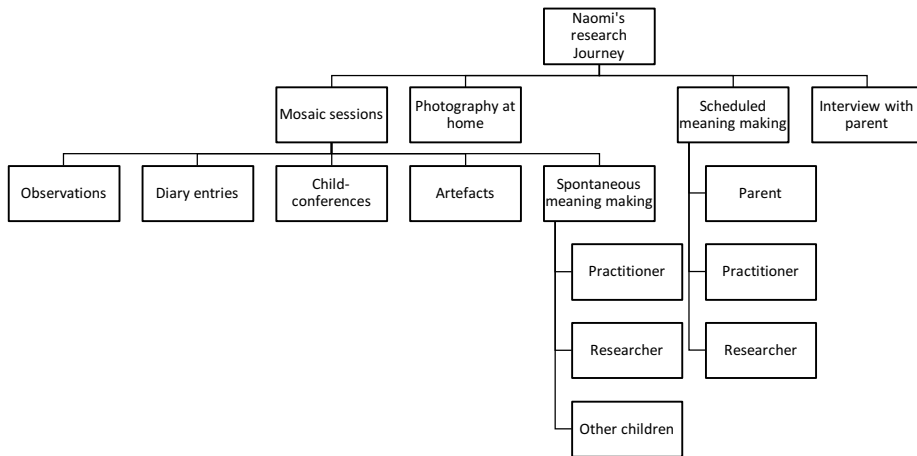 Naomi's
research
Journey
Mosaic sessions
Photography at
home
Scheduled
meaning making
Interview with
parent
Observations
Diary entries
Child-
conferences
Artefacts
Spontaneous
meaning making
Parent
Practitioner
Practitioner
Researcher
Researcher
Other children